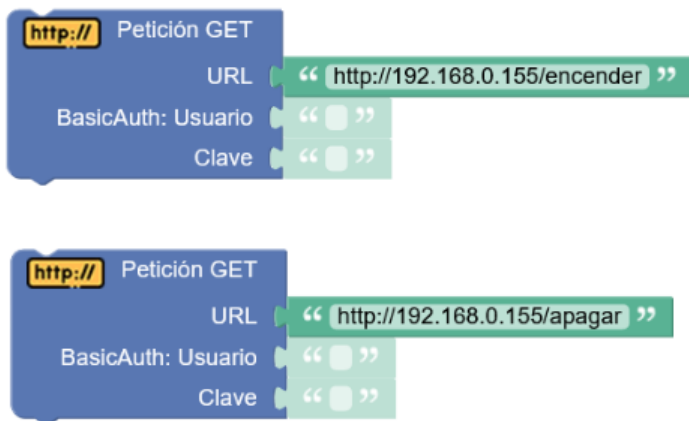 http:// Petición GET
URL “ http://192.168.0.155/encender ”
BasicAuth: Usuario “ ”
Clave “ ”
http:// Petición GET
URL “ http://192.168.0.155/apagar ”
BasicAuth: Usuario “ ”
Clave “ ”